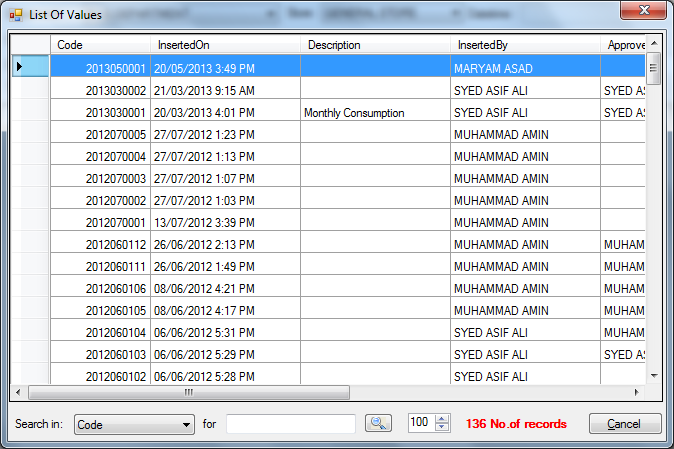 List Of Values
Code InsertedOn Description InsertedBy Approve
2013050001 20/05/2013 3:49 PM MARYAM ASAD
2013030002 21/03/2013 9:15 AM SYED ASIF ALI SYED AS
2013030001 20/03/2013 4:01 PM Monthly Consumption SYED ASIF ALI SYED AS
2012070005 27/07/2012 1:23 PM MUHAMMAD AMIN
2012070004 27/07/2012 1:13 PM MUHAMMAD AMIN
2012070003 27/07/2012 1:07 PM MUHAMMAD AMIN
2012070002 27/07/2012 1:03 PM MUHAMMAD AMIN
2012070001 13/07/2012 3:39 PM MUHAMMAD AMIN
2012060112 26/06/2012 2:13 PM MUHAMMAD AMIN MUHAM
2012060111 26/06/2012 1:49 PM MUHAMMAD AMIN MUHAM
2012060106 08/06/2012 4:21 PM MUHAMMAD AMIN MUHAM
2012060105 08/06/2012 4:17 PM MUHAMMAD AMIN MUHAM
2012060104 06/06/2012 5:31 PM SYED ASIF ALI MUHAM
2012060103 06/06/2012 5:29 PM SYED ASIF ALI SYED AS
2012060102 06/06/2012 5:28 PM SYED ASIF ALI
Search in: Code for 100 136 No.of records Cancel